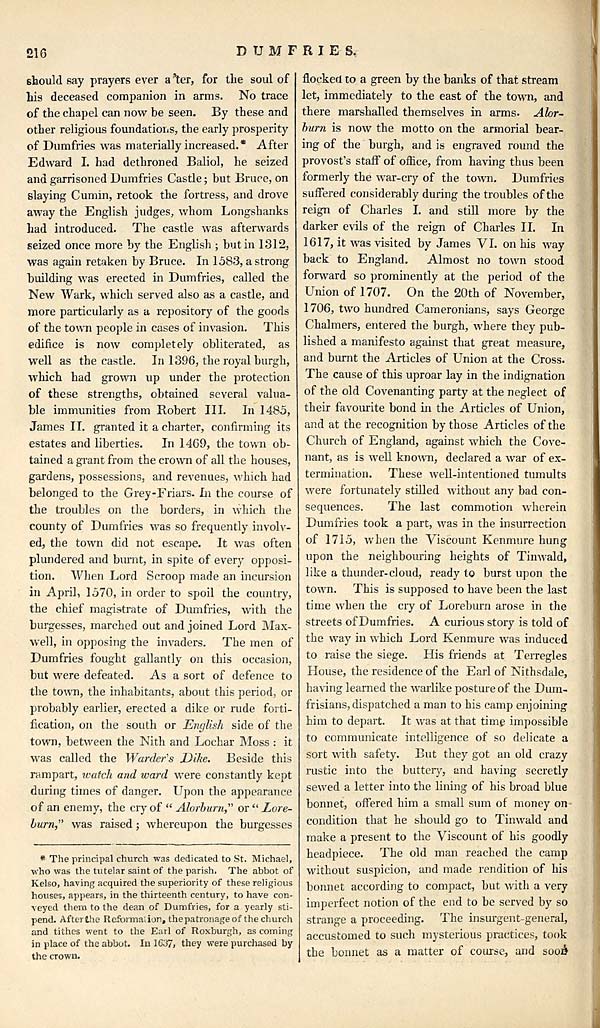 216
DUMFRIES.
should say prayers ever a'ter, for the soul of
his deceased companion in arms. No trace
of the chapel can now be seen. By these and
other religious foundations, the early prosperity
of Dumfries was materially increased.* After
Edward I. had dethroned Baliol, he seized
and garrisoned Dumfries Castle; but Bruce, on
slaying Cumin, retook the fortress, and drove
away the English judges, whom Longshanks
had introduced. The castle was afterwards
seized once more by the English; but in 1312,
was again retaken by Bruce. In 1583, a strong
building was erected in Dumfries, called the
New Wark, which served also as a castle, and
more particularly as a repository of the goods
of the town people in cases of invasion. This
edifice is now completely obliterated, as
well as the castle. In 1396, the royal burgh,
which had grown up under the protection
of these strengths, obtained several valua-
ble immunities from Robert III. In 1485,
James II. granted it a charter, confirming its
estates and liberties. In 1469, the town ob-
tained a grant from the crown of all the houses,
gardens, possessions, and revenues, which had
belonged to the Grey-Friars. In the course of
the troubles on the borders, in which the
county of Dumfries was so frequently involv-
ed, the town did not escape. It was often
plundered and burnt, in spite of every opposi-
tion. When Lord Scroop made an incursion
in April, 1570, in order to spoil the country,
the chief magistrate of Dumfries, with the
burgesses, marched out and joined Lord Max-
well, in opposing the invaders. The men of
Dumfries fought gallantly on this occasion,
but were defeated. As a sort of defence to
the town, the inhabitants, about this period, or
probably earlier, erected a dike or rude forti-
fication, on the south or English side of the
town, between the Nith and Lochar Moss: it
was called the Warder's Dike. Beside this
rampart, watch and ward were constantly kept
during times of danger. Upon the appearance
of an enemy, the cry of "Alorburn," or "Lore-
burn," was raised; whereupon the burgesses
* The principal church was dedicated to St. Michael,
who was the tutelar saint of the parish. The abbot of
Kelso, having acquired the superiority of these religious
houses, appears, in the thirteenth century, to have con-
veyed them to the dean of Dumfries, for a yearly sti-
pend. After the Reformation, the patronage of the church
and tithes went to the Earl of Roxburgh, as coming
in place of the abbot. In 1637, they were purchased by
the crown.
flocked to a green by the banks of that stream
let, immediately to the east of the town, and
there marshalled themselves in arms. Alor-
burn is now the motto on the armorial bear-
ing of the burgh, and is engraved round the
provost's staff of office, from having thus been
formerly the war-cry of the town. Dumfries
suffered considerably during the troubles of the
reign of Charles I. and still more by the
darker evils of the reign of Charles II. In
1617, it was visited by James VI. on his way
back to England. Almost no town stood
forward so prominently at the period of the
Union of 1707. On the 20th of November,
1706, two hundred Cameronians, says George
Chalmers, entered the burgh, where they pub-
lished a manifesto against that great measure,
and burnt the Articles of Union at the Cross.
The cause of this uproar lay in the indignation
of the old Covenanting party at the neglect of
their favourite bond in the Articles of Union,
and at the recognition by those Articles of the
Church of England, against which the Cove-
nant, as is well known, declared a war of ex-
termination. These well-intentioned tumults
were fortunately stilled without any bad con-
sequences. The last commotion wherein
Dumfries took a part, was in the insurrection
of 1715, when the Viscount Kenmure hung
upon the neighbouring heights of Tinwald,
like a thunder-cloud, ready to burst upon the
town. This is supposed to have been the last
time when the cry of Loreburn arose in the
streets of Dumfries. A curious story is told of
the way in which Lord Kenmure was induced
to raise the siege. His friends at Terregles
House, the residence of the Earl of Nithsdale,
having learned the warlike posture of the Dum-
frisians, dispatched a man to his camp enjoining
him to depart. It was at that time impossible
to communicate intelligence of so delicate a
sort with safety. But they got an old crazy
rustic into the buttery, and having secretly
sewed a letter into the lining of his broad blue
bonnet, offered him a small sum of money on
condition that he should go to Tinwald and
make a present to the Viscount of his goodly
headpiece. The old man reached the camp
without suspicion, and made rendition of his
bonnet according to compact, but with a very
imperfect notion of the end to be served by so
strange a proceeding. The insurgent-general,
accustomed to such mysterious practices, took
the bonnet as a matter of course, and soon